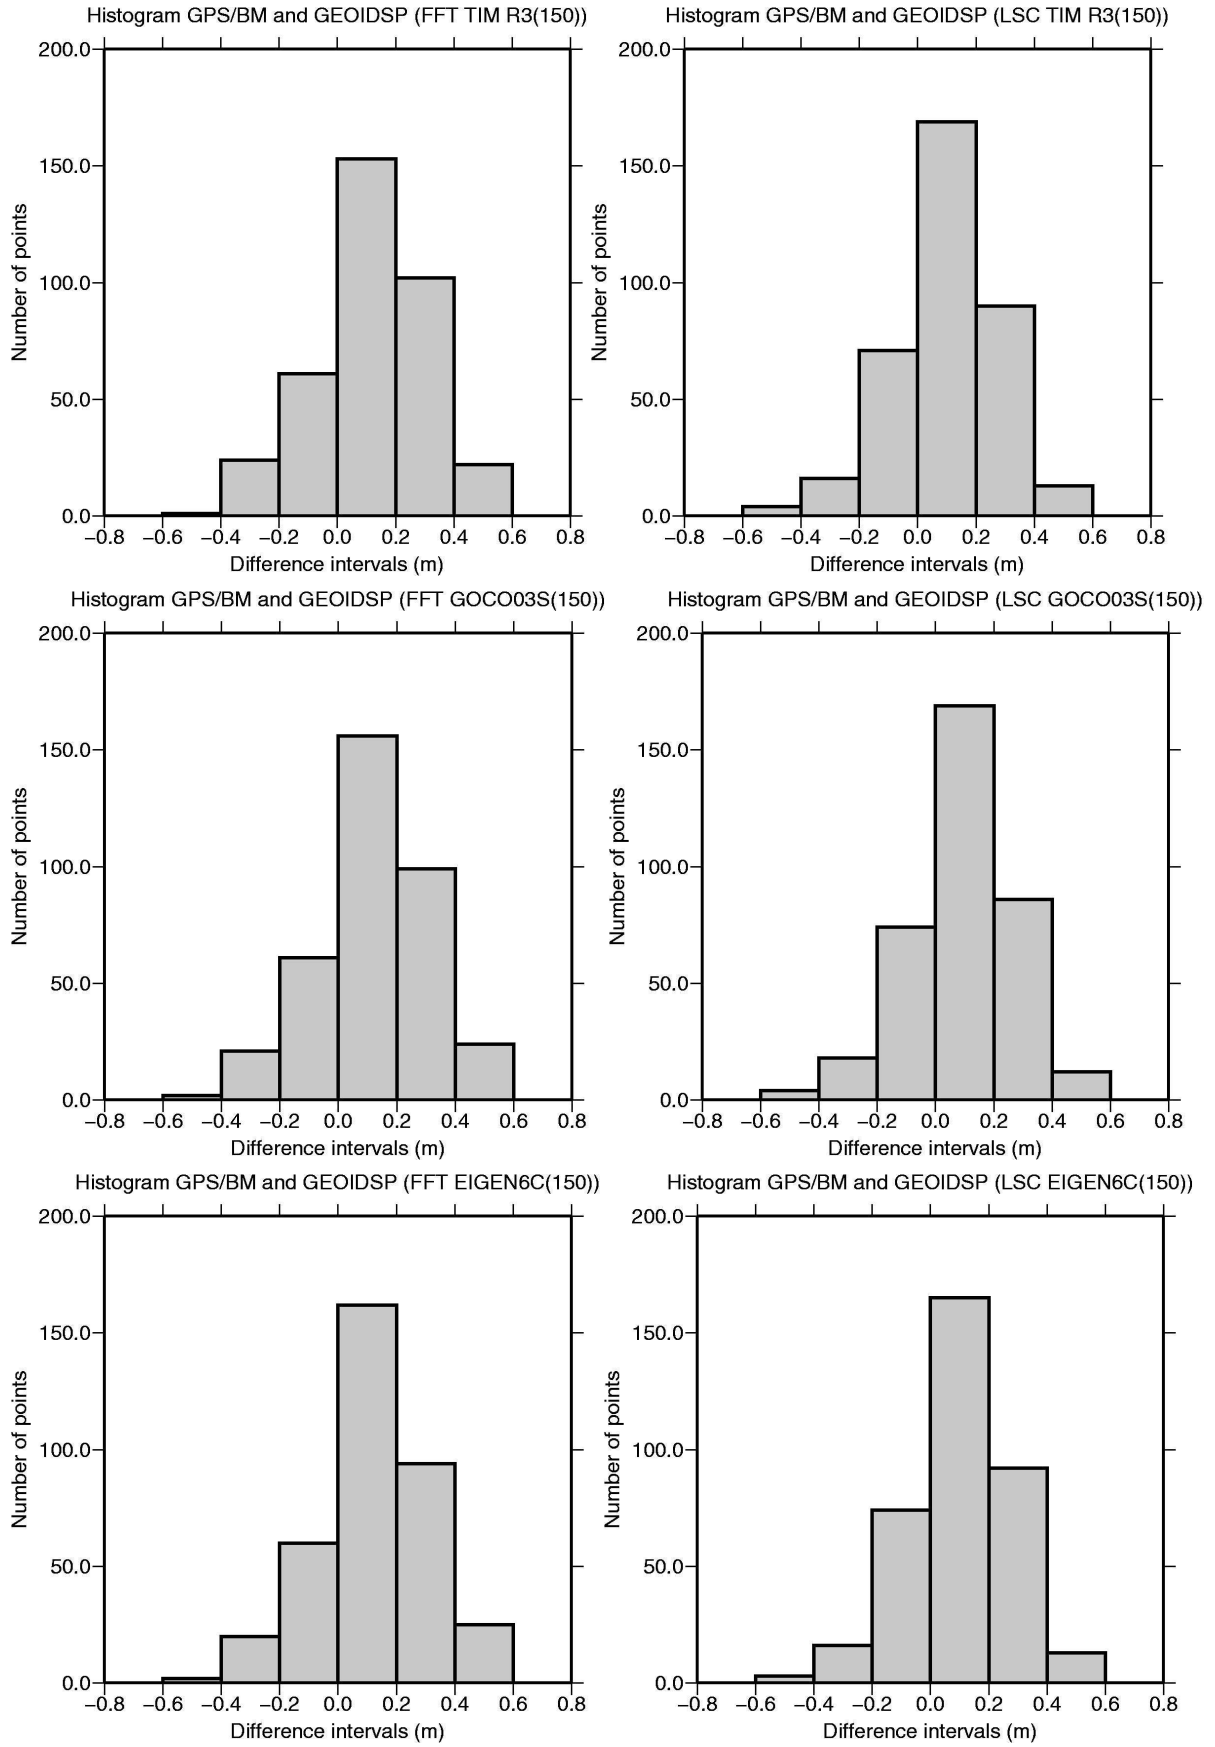 Histogram GPS/BM and GEOIDSP (FFT TIM R3(150))
200.0
150.0
100.0
50.0
0.0
Number of points
−0.8 −0.6 −0.4 −0.2 0.0 0.2 0.4 0.6 0.8
Difference intervals (m)
Histogram GPS/BM and GEOIDSP (LSC TIM R3(150))
200.0
150.0
100.0
50.0
0.0
Number of points
−0.8 −0.6 −0.4 −0.2 0.0 0.2 0.4 0.6 0.8
Difference intervals (m)
Histogram GPS/BM and GEOIDSP (FFT GOCO03S(150))
200.0
150.0
100.0
50.0
0.0
Number of points
−0.8 −0.6 −0.4 −0.2 0.0 0.2 0.4 0.6 0.8
Difference intervals (m)
Histogram GPS/BM and GEOIDSP (LSC GOCO03S(150))
200.0
150.0
100.0
50.0
0.0
Number of points
−0.8 −0.6 −0.4 −0.2 0.0 0.2 0.4 0.6 0.8
Difference intervals (m)
Histogram GPS/BM and GEOIDSP (FFT EIGEN6C(150))
200.0
150.0
100.0
50.0
0.0
Number of points
−0.8 −0.6 −0.4 −0.2 0.0 0.2 0.4 0.6 0.8
Difference intervals (m)
Histogram GPS/BM and GEOIDSP (LSC EIGEN6C(150))
200.0
150.0
100.0
50.0
0.0
Number of points
−0.8 −0.6 −0.4 −0.2 0.0 0.2 0.4 0.6 0.8
Difference intervals (m)